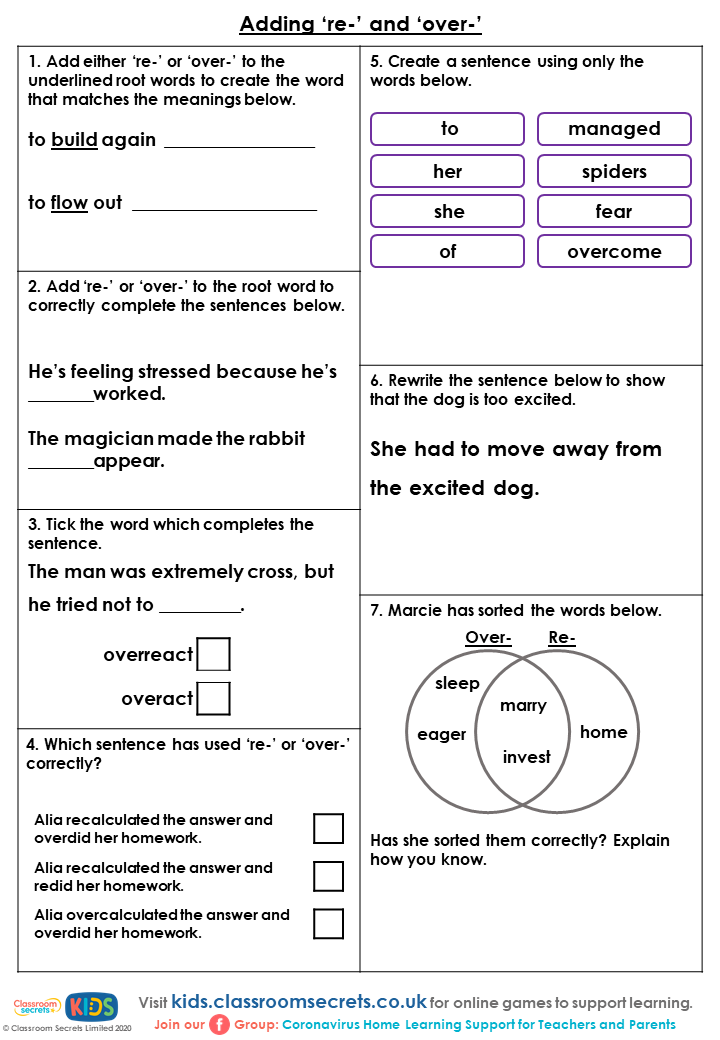 Adding ‘re-’ and ‘over-’
1. Add either ‘re-’ or ‘over-’ to the
underlined root words to create the word
that matches the meanings below.
to build again _______________
to flow out ___________________
2. Add ‘re-’ or ‘over-’ to the root word to
correctly complete the sentences below.
He’s feeling stressed because he’s
_______worked.
The magician made the rabbit
_______appear.
3. Tick the word which completes the
sentence.
The man was extremely cross, but
he tried not to _________.
overreact
overact
4. Which sentence has used ‘re-’ or ‘over-’
correctly?
Alia recalculated the answer and
overdid her homework.
Alia recalculated the answer and
redid her homework.
Alia overcalculated the answer and
overdid her homework.
5. Create a sentence using only the
words below.
to managed
her spiders
she fear
of overcome
6. Rewrite the sentence below to show
that the dog is too excited.
She had to move away from
the excited dog.
7. Marcie has sorted the words below.
Over- Re-
sleep
marry
eager
home
invest
Has she sorted them correctly? Explain
how you know.
Classroom
Secrets
KIDS
© Classroom Secrets Limited 2020
Visit kids.classroomsecrets.co.uk for online games to support learning.
Join our f Group: Coronavirus Home Learning Support for Teachers and Parents